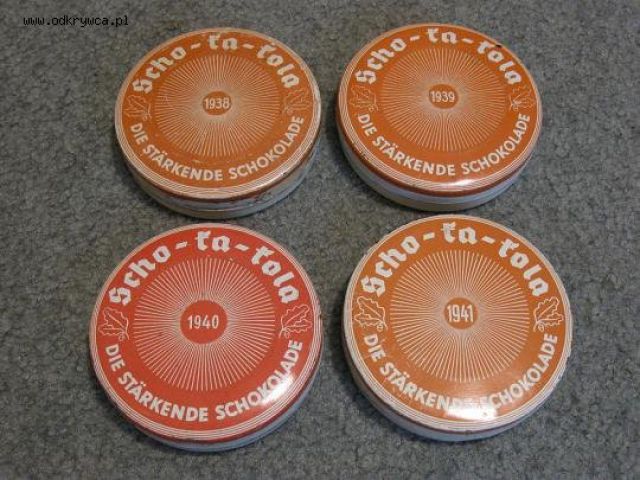 www.odkrywca.pl
Scho-ka-kola
1938
DIE STÄRKENDE SCHOKOLADE
Scho-ka-kola
1939
DIE STÄRKENDE SCHOKOLADE
Scho-ka-kola
1940
DIE STÄRKENDE SCHOKOLADE
Scho-ka-kola
1941
DIE STÄRKENDE SCHOKOLADE